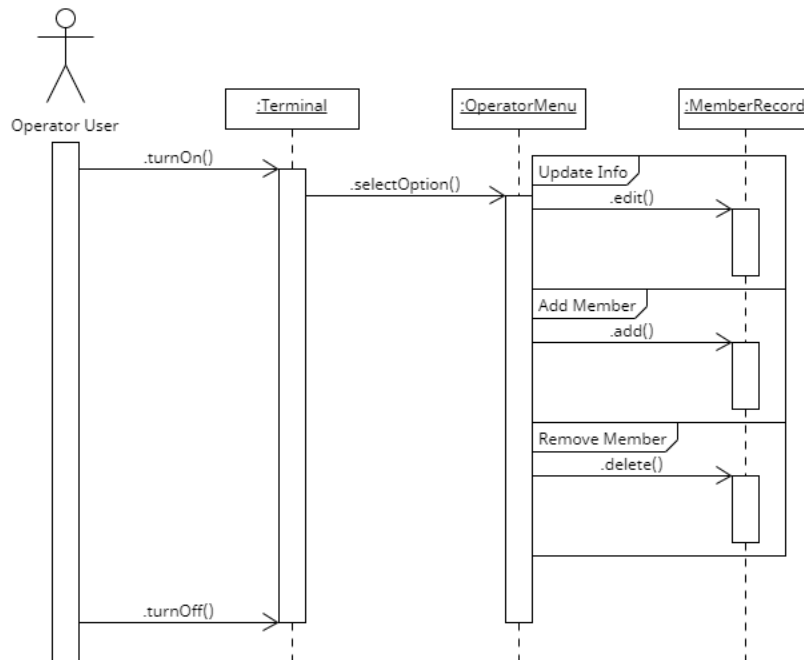 Operator User
:Terminal
:OperatorMenu
:MemberRecord
.turnOn()
.selectOption()
Update Info
.edit()
Add Member
.add()
Remove Member
.delete()
.turnOff()